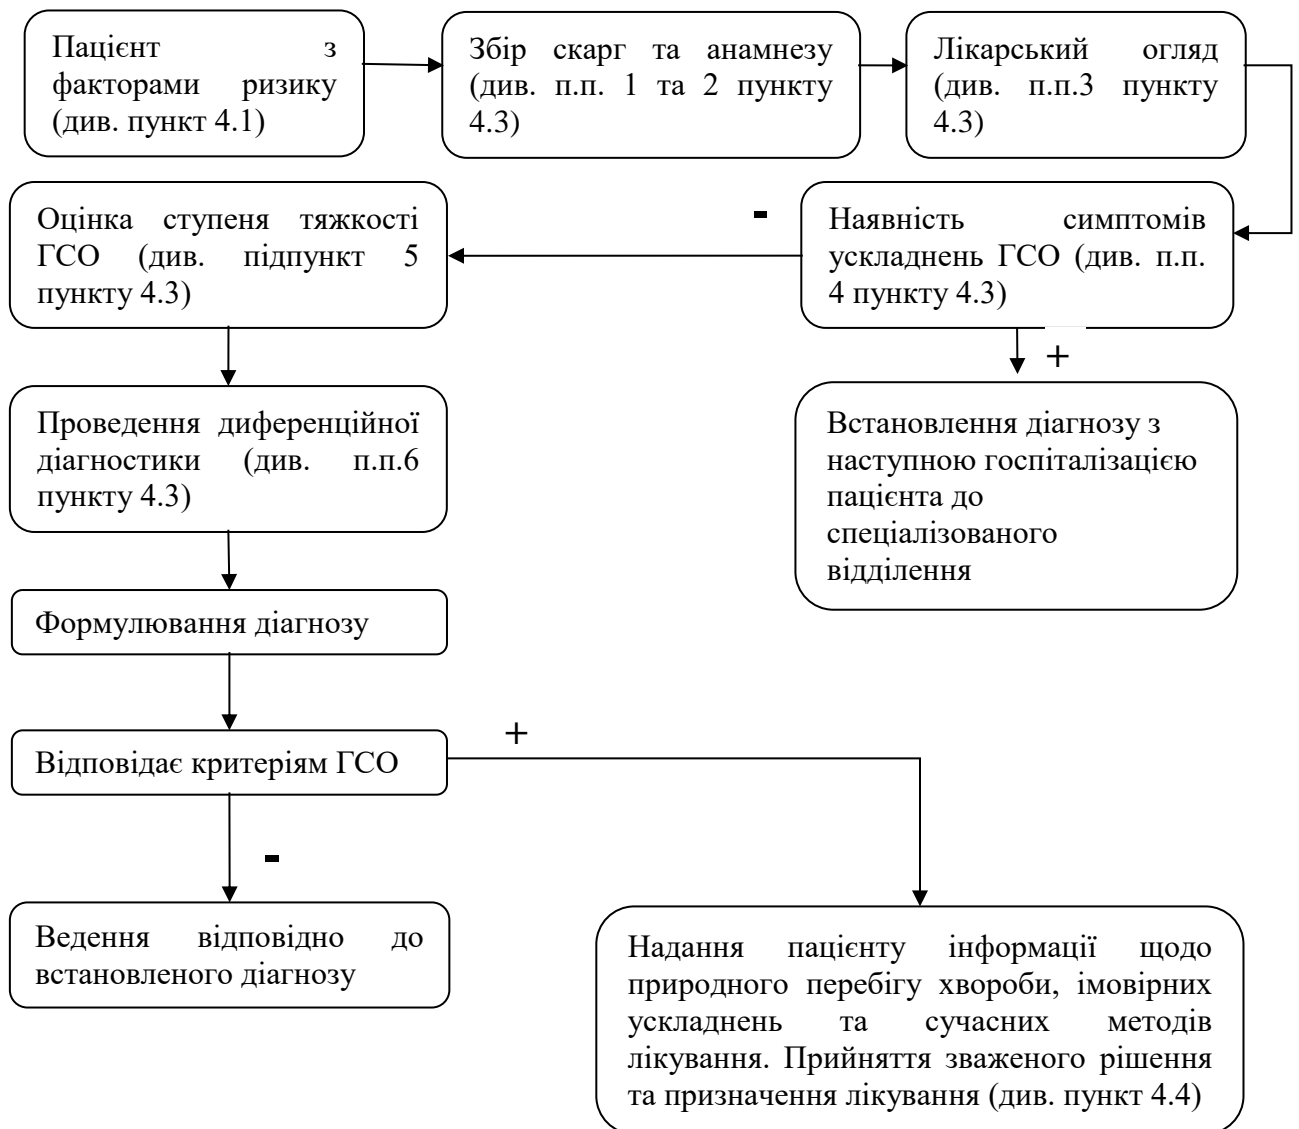 Пацієнт з
факторами ризику
(див. пункт 4.1)
Збір скарг та анамнезу
(див. п.п. 1 та 2 пункту
4.3)
Лікарський огляд
(див. п.п.3 пункту
4.3)
Оцінка ступеня тяжкості
ГСО (див. підпункт 5
пункту 4.3)
-
Наявність симптомів
ускладнень ГСО (див. п.п.
4 пункту 4.3)
+
Проведення диференційної
діагностики (див. п.п.6
пункту 4.3)
Встановлення діагнозу з
наступною госпіталізацією
пацієнта до
спеціалізованого
відділення
Формулювання діагнозу
Відповідає критеріям ГСО
+
-
Ведення відповідно до
встановленого діагнозу
Надання пацієнту інформації щодо
природного перебігу хвороби, імовірних
ускладнень та сучасних методів
лікування. Прийняття зваженого рішення
та призначення лікування (див. пункт 4.4)